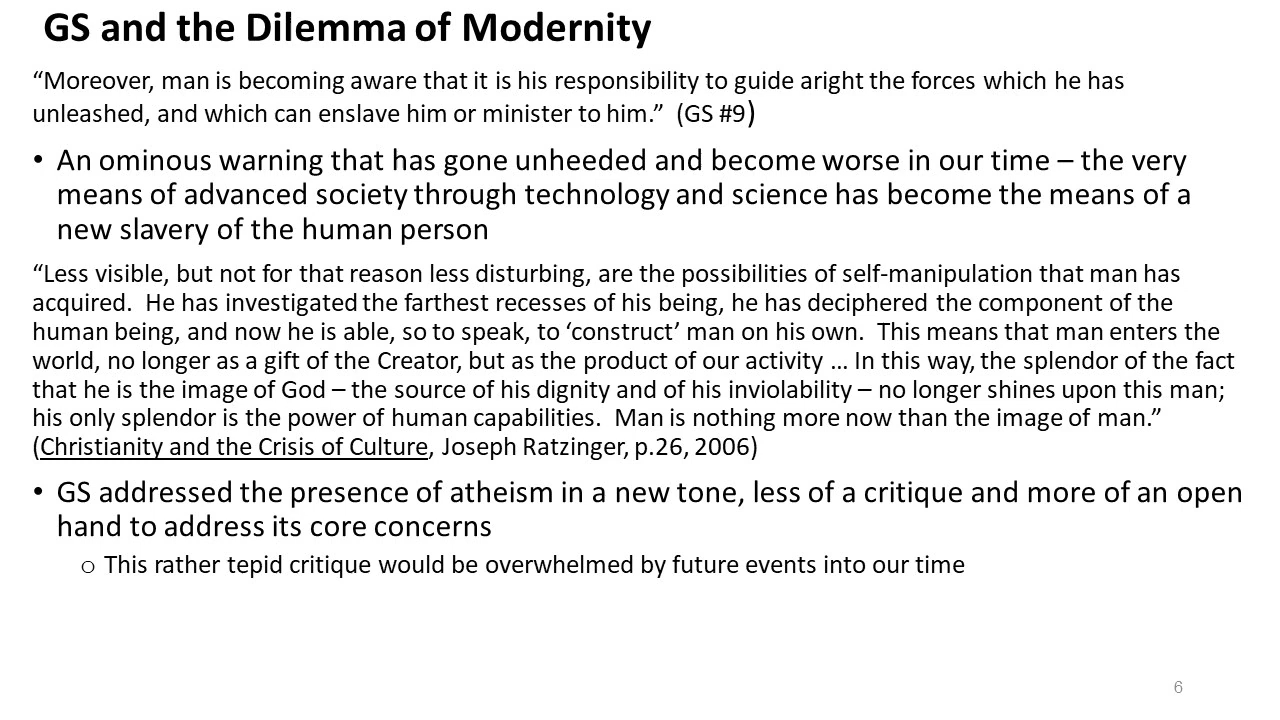 GS and the Dilemma of Modernity
“Moreover, man is becoming aware that it is his responsibility to guide aright the forces which he has
unleashed, and which can enslave him or minister to him.”  (GS #9)
• An ominous warning that has gone unheeded and become worse in our time – the very
means of advanced society through technology and science has become the means of a
new slavery of the human person
“Less visible, but not for that reason less disturbing, are the possibilities of self-manipulation that man has
acquired.  He has investigated the farthest recesses of his being, he has deciphered the component of the
human being, and now he is able, so to speak, to ‘construct’ man on his own.  This means that man enters the
world, no longer as a gift of the Creator, but as the product of our activity … In this way, the splendor of the fact
that he is the image of God – the source of his dignity and of his inviolability – no longer shines upon this man;
his only splendor is the power of human capabilities.  Man is nothing more now than the image of man.”
(Christianity and the Crisis of Culture, Joseph Ratzinger, p.26, 2006)
• GS addressed the presence of atheism in a new tone, less of a critique and more of an open
hand to address its core concerns
o This rather tepid critique would be overwhelmed by future events into our time
6